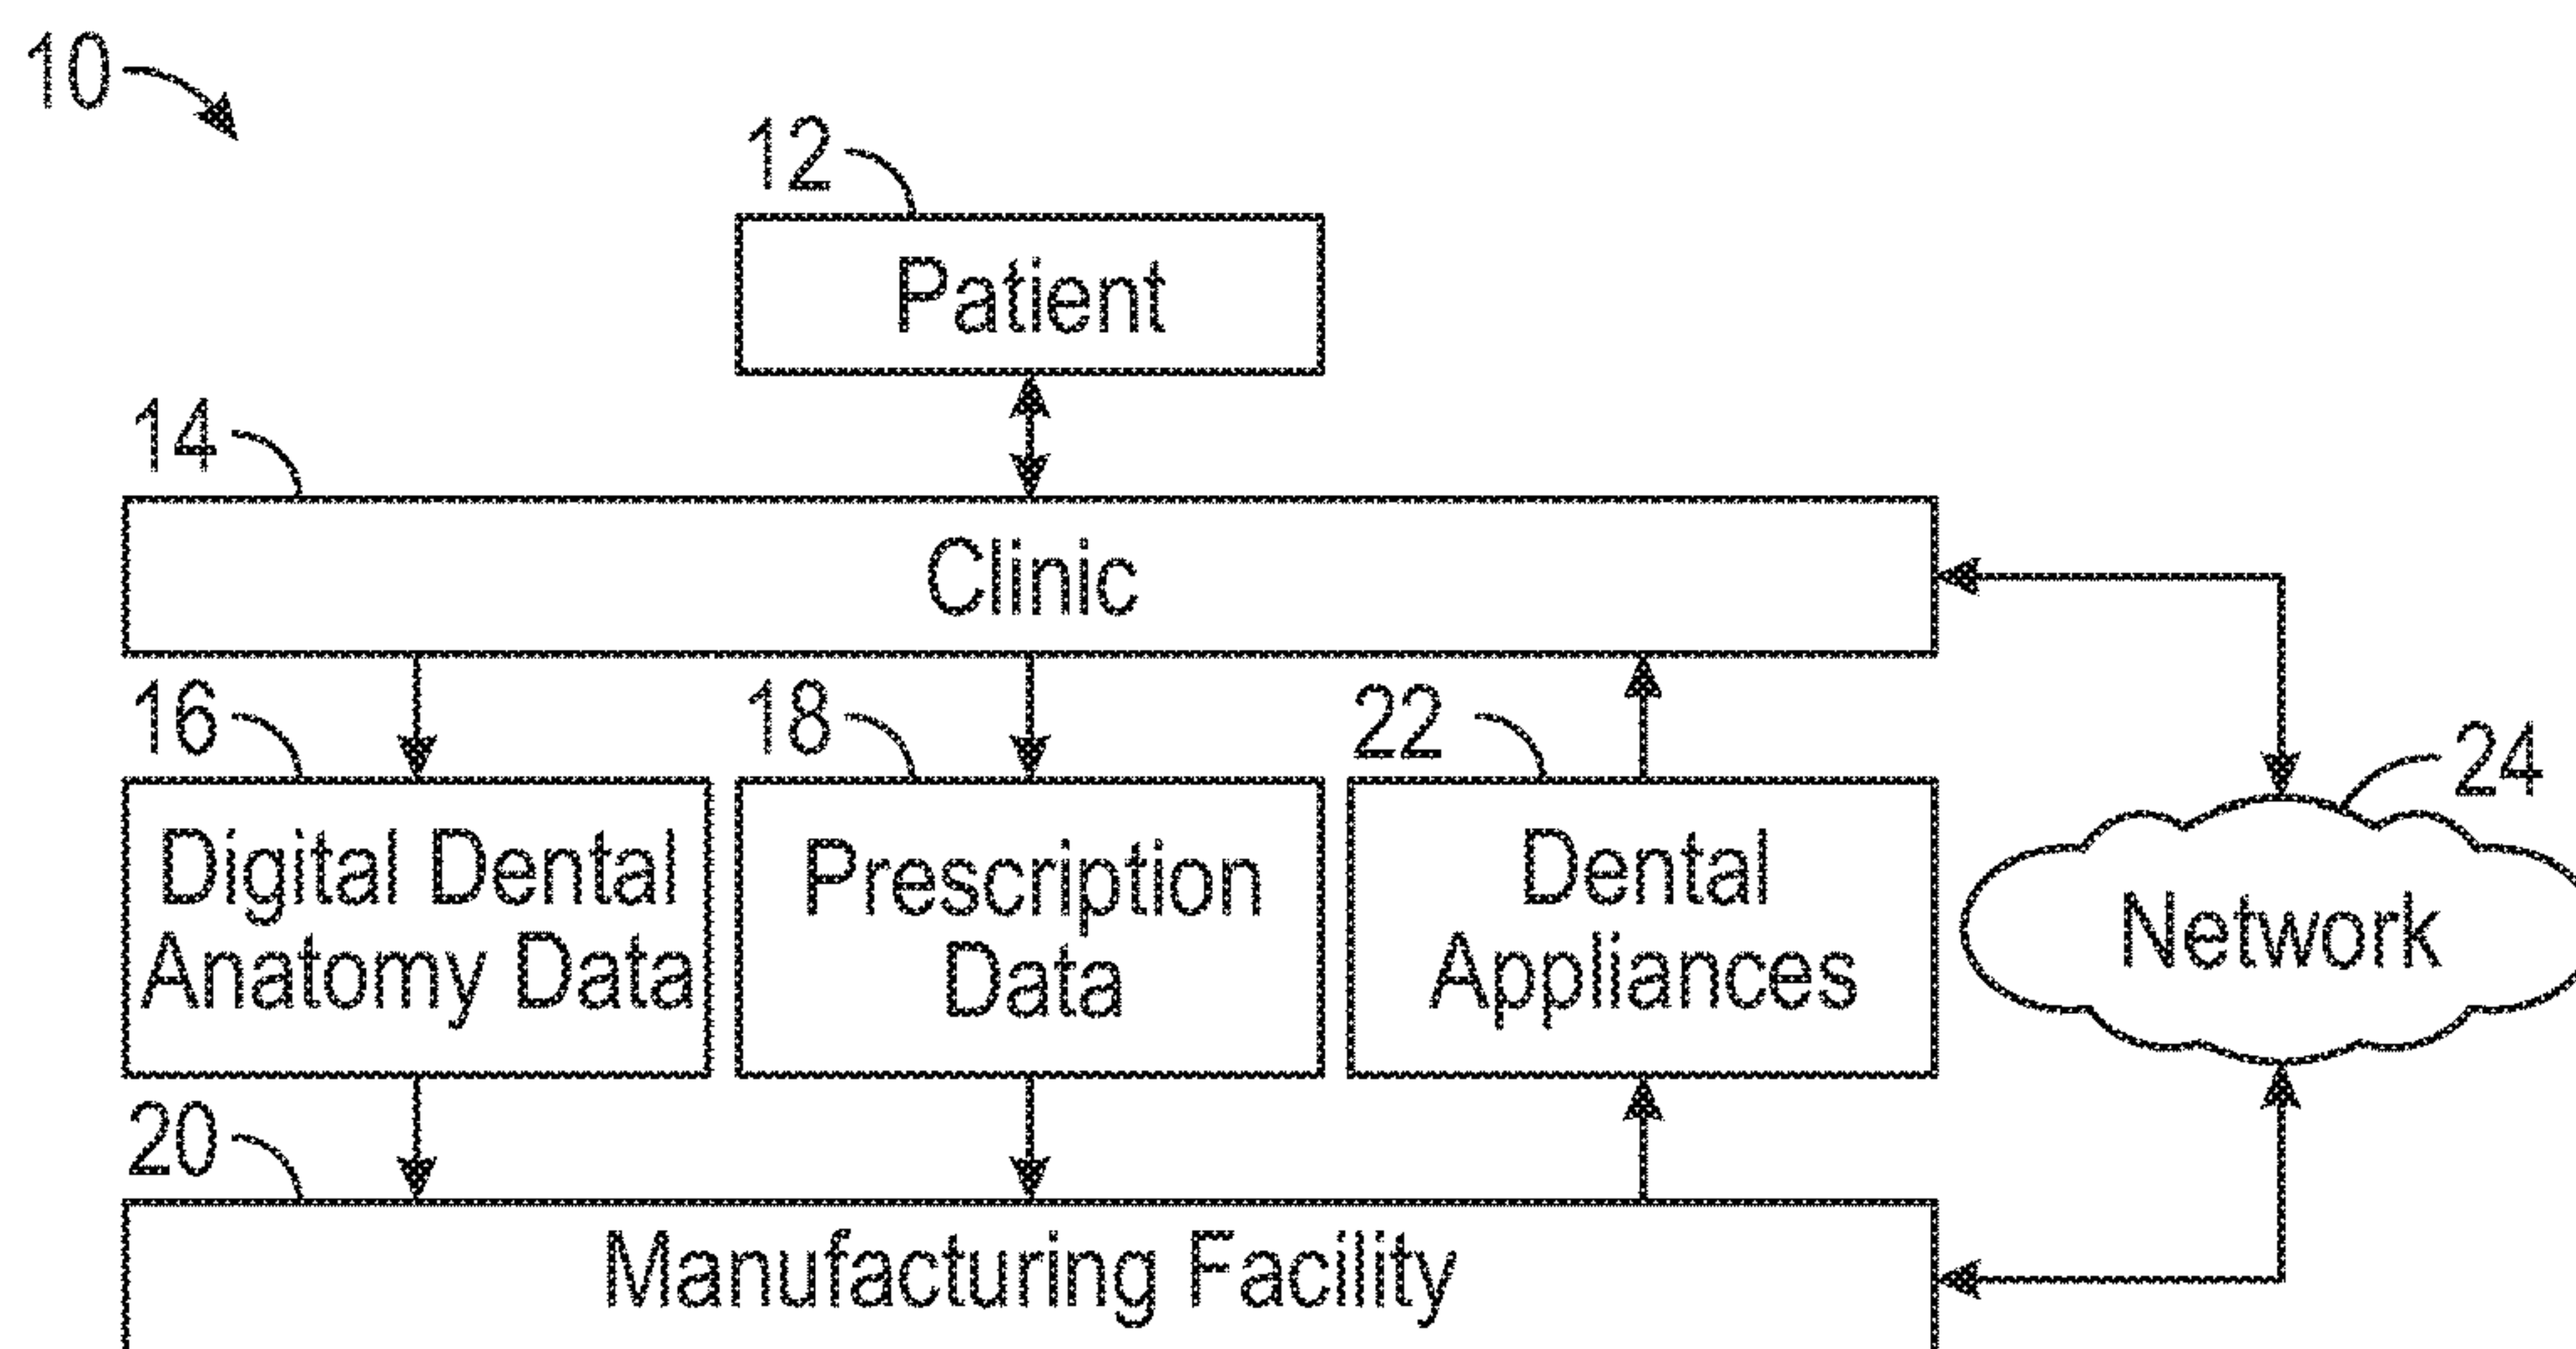 10
12
Patient
14
Clinic
16
18
22
24
Digital Dental
Anatomy Data
Prescription
Data
Dental
Appliances
Network
20
Manufacturing Facility